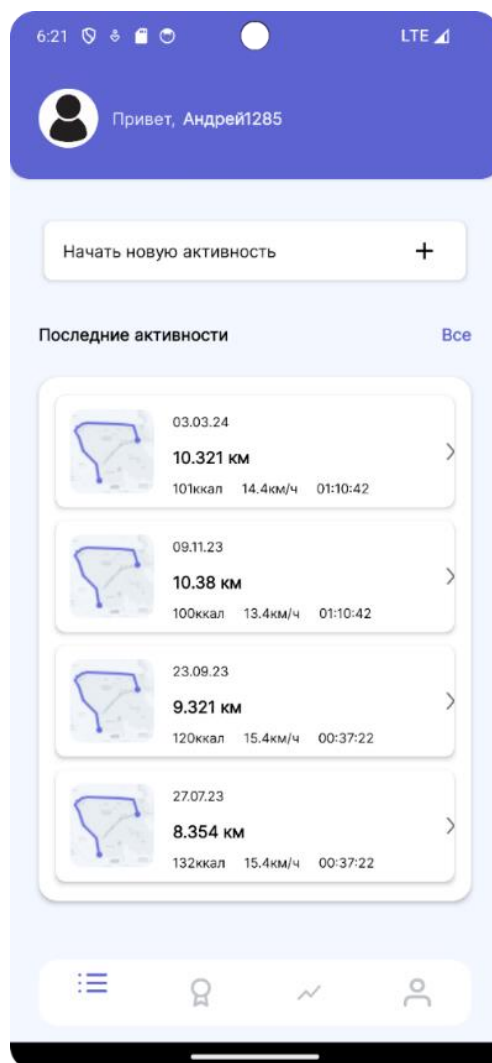 6:21 LTE
Привет, Андрей1285
Начать новую активность +
Последние активности Все
03.03.24
10.321 км
101ккал 14.4км/ч 01:10:42
09.11.23
10.38 км
100ккал 13.4км/ч 01:10:42
23.09.23
9.321 км
120ккал 15.4км/ч 00:37:22
27.07.23
8.354 км
132ккал 15.4км/ч 00:37:22